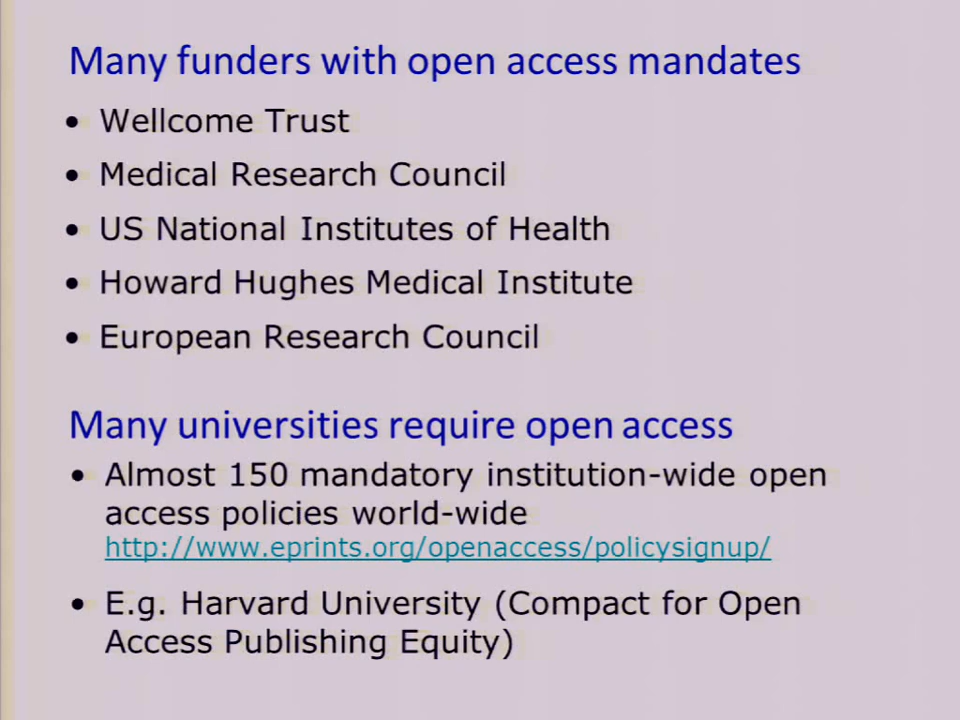 Many funders with open access mandates
• Wellcome Trust
• Medical Research Council
• US National Institutes of Health
• Howard Hughes Medical Institute
• European Research Council
Many universities require open access
• Almost 150 mandatory institution-wide open
access policies world-wide
http://www.eprints.org/openaccess/policysignup/
• E.g. Harvard University (Compact for Open
Access Publishing Equity)